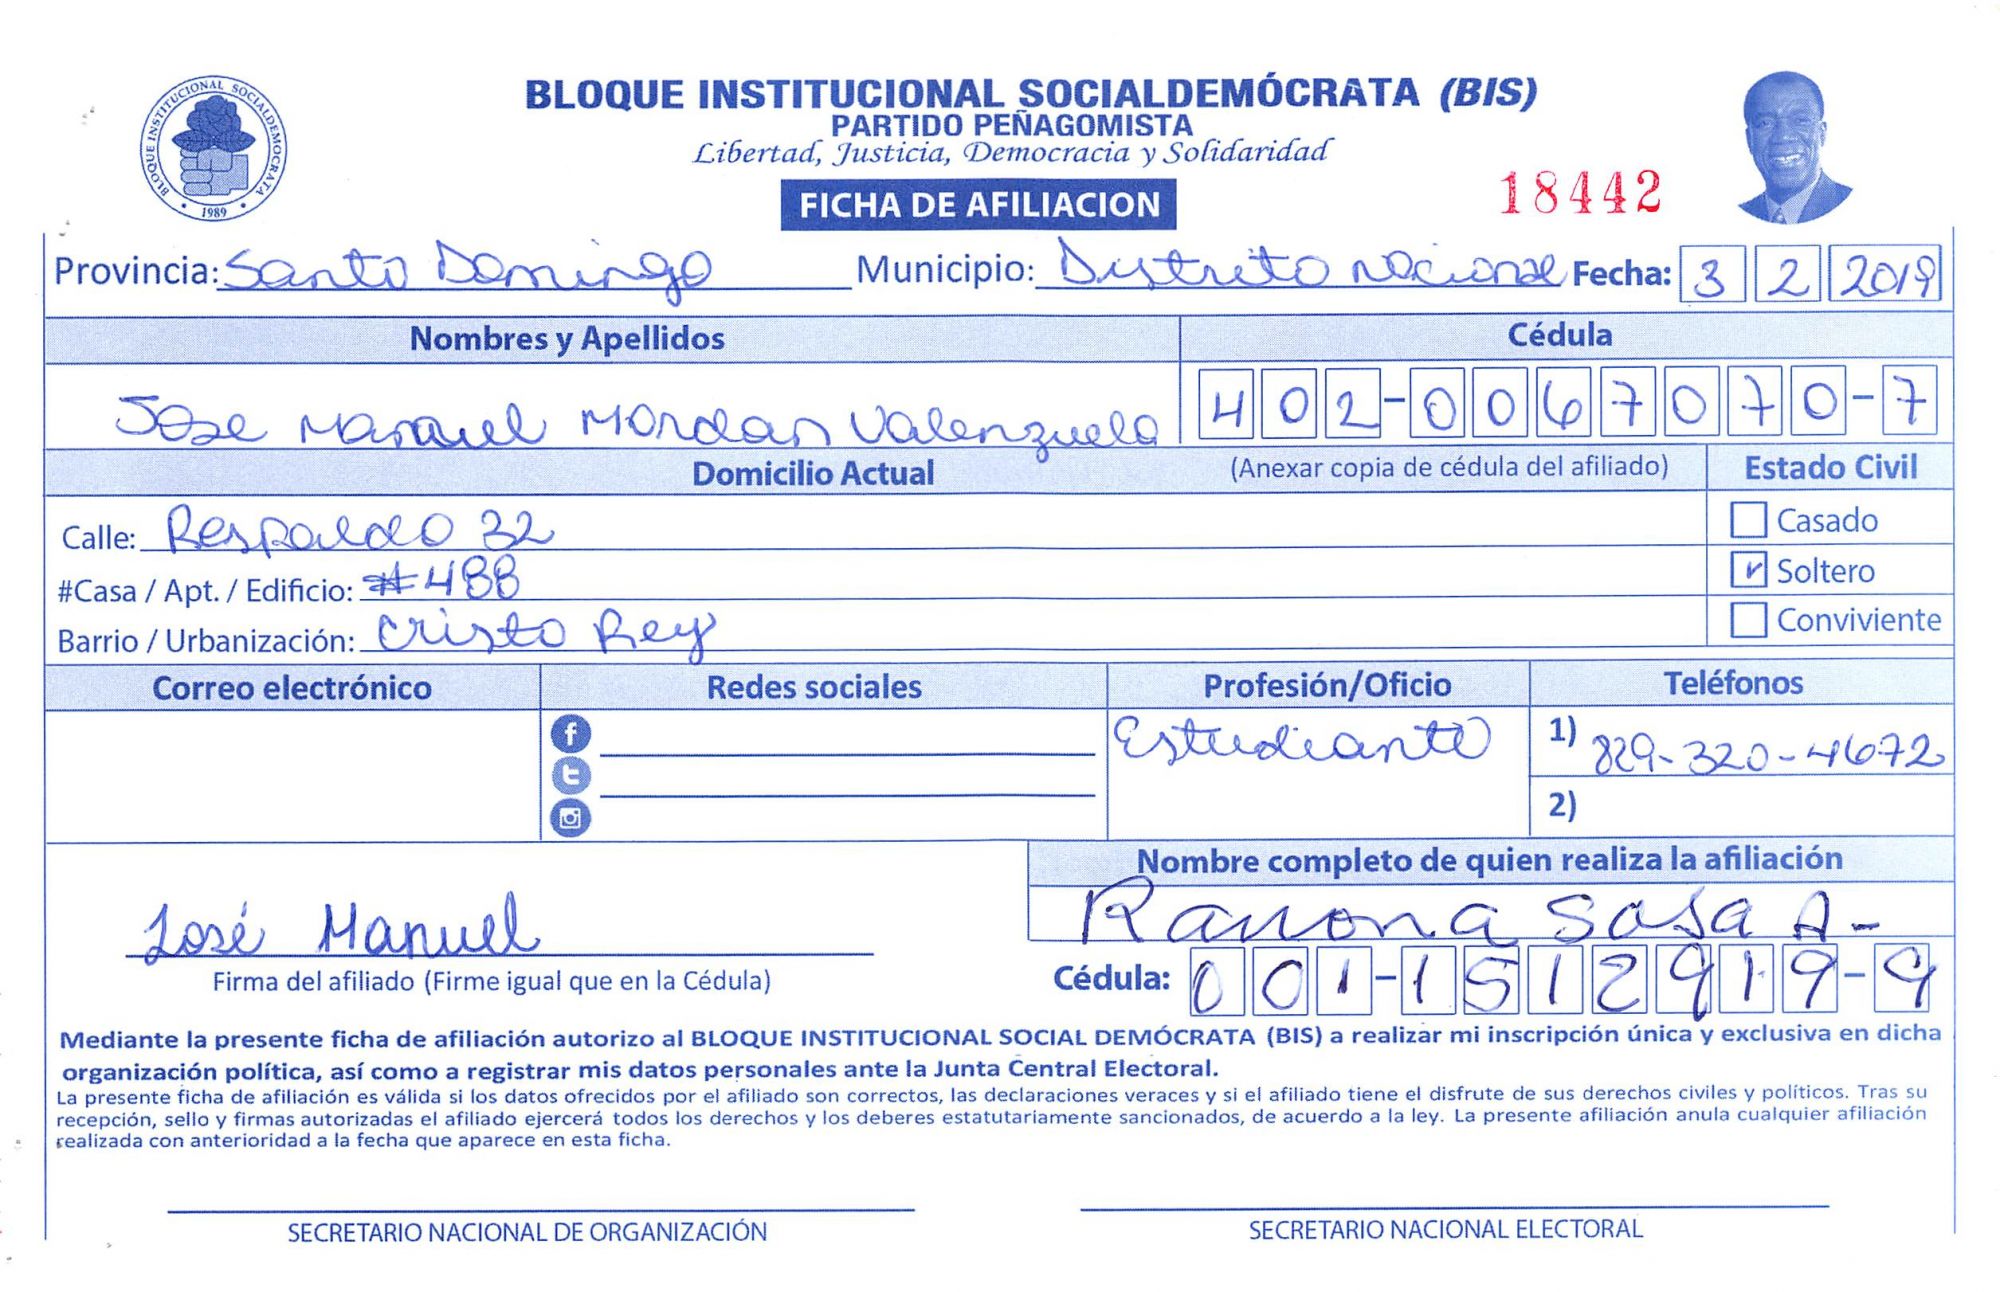 BLOQUE INSTITUCIONAL SOCIALDEMOCRATA
1989
BLOQUE INSTITUCIONAL SOCIALDEMÓCRATA (BIS)
PARTIDO PEÑAGOMISTA
Libertad, Justicia, Democracia y Solidaridad
FICHA DE AFILIACION
18442
Provincia: Santo Domingo Municipio: Distrito Nacional Fecha: 3 2 2019
Nombres y Apellidos Cédula
Jose Manuel Mordan Valenzuela 402-0067070-7
Domicilio Actual (Anexar copia de cédula del afiliado) Estado Civil
Calle: Respaldo 32 Casado
#Casa / Apt. / Edificio: #488 Soltero
Barrio / Urbanización: Cristo Rey Conviviente
Correo electrónico Redes sociales Profesión/Oficio Teléfonos
Estudiante 1) 829-320-4672
2)
Nombre completo de quien realiza la afiliación
José Manuel Ramona Sosa A-
Firma del afiliado (Firme igual que en la Cédula) Cédula: 001-1512919-9
Mediante la presente ficha de afiliación autorizo al BLOQUE INSTITUCIONAL SOCIAL DEMÓCRATA (BIS) a realizar mi inscripción única y exclusiva en dicha
organización política, así como a registrar mis datos personales ante la Junta Central Electoral.
La presente ficha de afiliación es válida si los datos ofrecidos por el afiliado son correctos, las declaraciones veraces y si el afiliado tiene el disfrute de sus derechos civiles y políticos. Tras su
recepción, sello y firmas autorizadas el afiliado ejercerá todos los derechos y los deberes estatutariamente sancionados, de acuerdo a la ley. La presente afiliación anula cualquier afiliación
realizada con anterioridad a la fecha que aparece en esta ficha.
SECRETARIO NACIONAL DE ORGANIZACIÓN SECRETARIO NACIONAL ELECTORAL